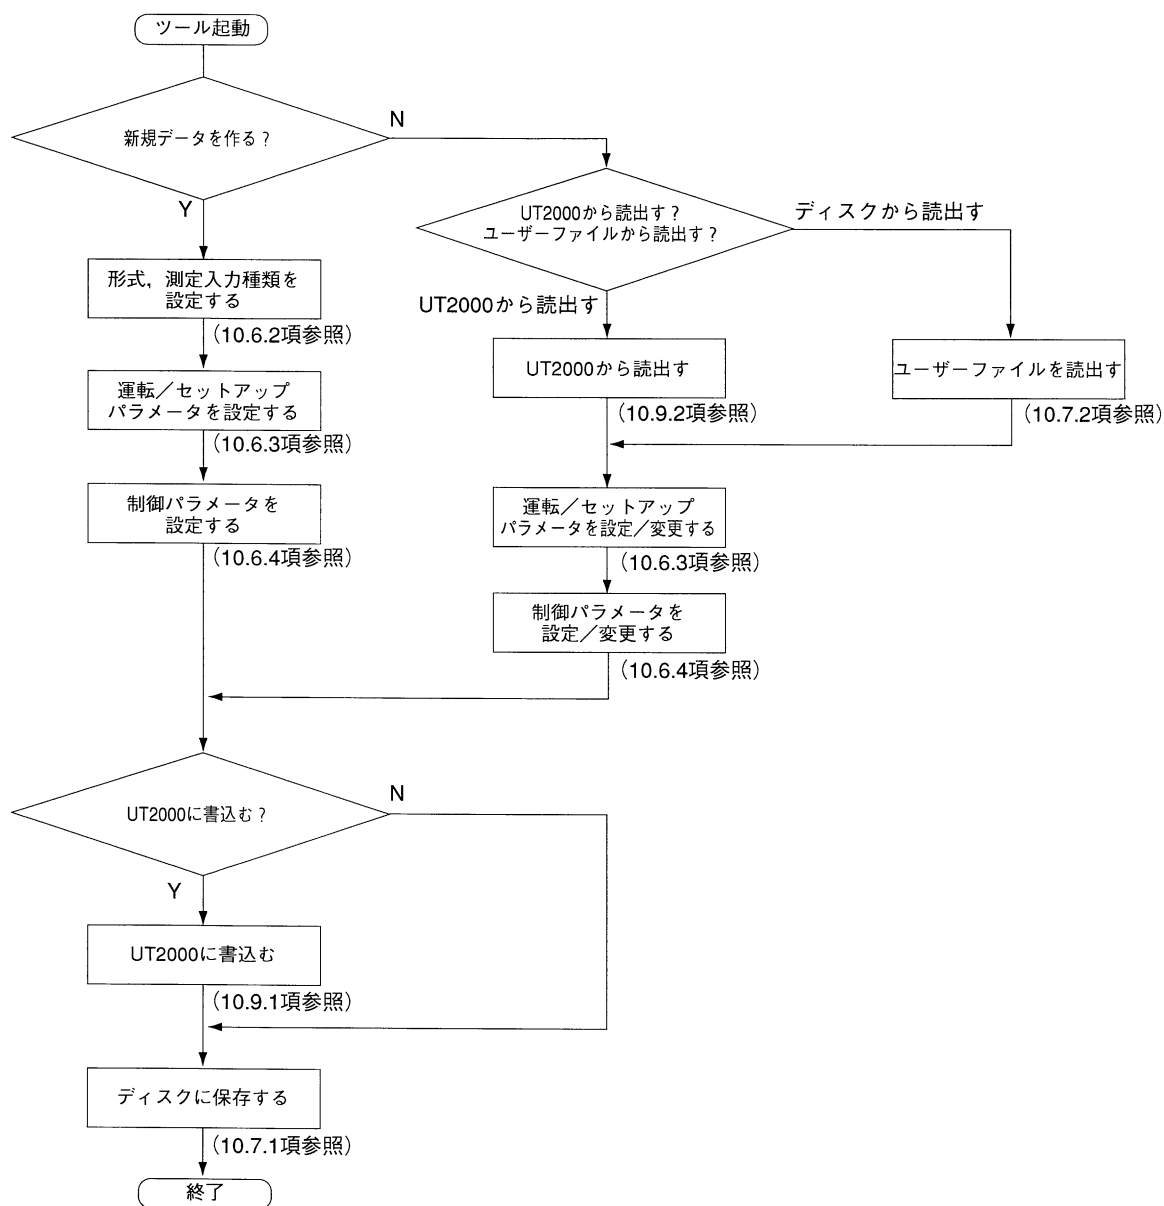 ツール起動
新規データを作る？
N
Y
UT2000から読出す？
ユーザーファイルから読出す？
ディスクから読出す
UT2000から読出す
形式，測定入力種類を
設定する
（10.6.2項参照）
運転／セットアップ
パラメータを設定する
（10.6.3項参照）
制御パラメータを
設定する
（10.6.4項参照）
UT2000から読出す
（10.9.2項参照）
ユーザーファイルを読出す
（10.7.2項参照）
運転／セットアップ
パラメータを設定／変更する
（10.6.3項参照）
制御パラメータを
設定／変更する
（10.6.4項参照）
UT2000に書込む？
N
Y
UT2000に書込む
（10.9.1項参照）
ディスクに保存する
（10.7.1項参照）
終了